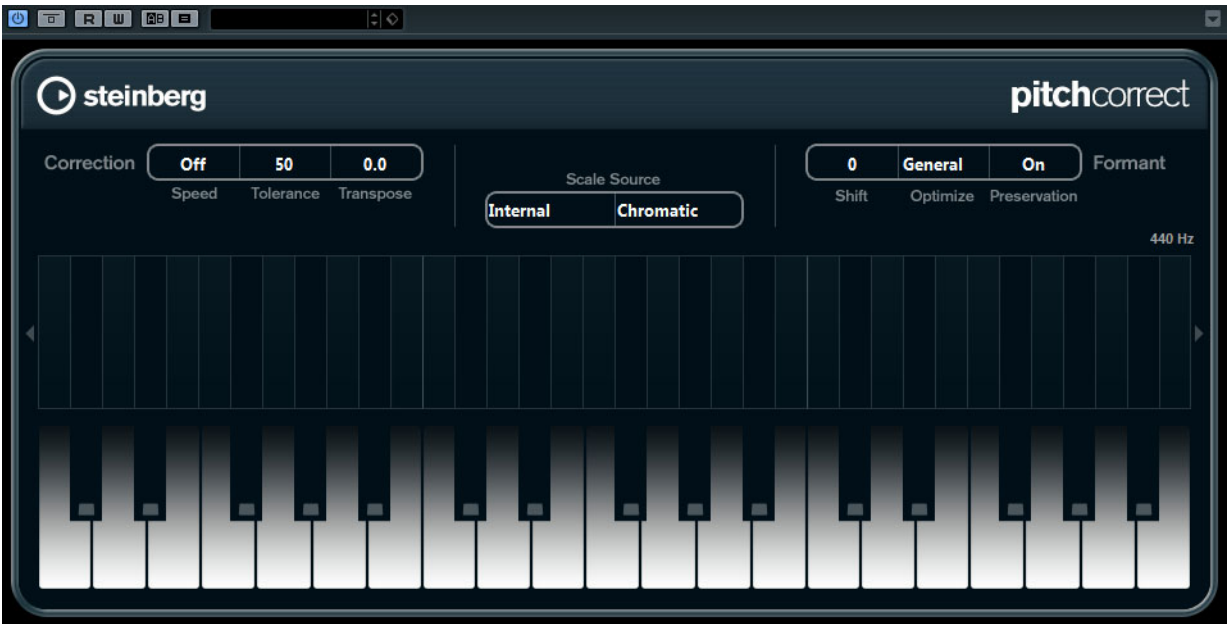 R W AB
steinberg
pitchcorrect
Correction Off 50 0.0
Speed Tolerance Transpose
Scale Source
Internal Chromatic
0 General On Formant
Shift Optimize Preservation
440 Hz